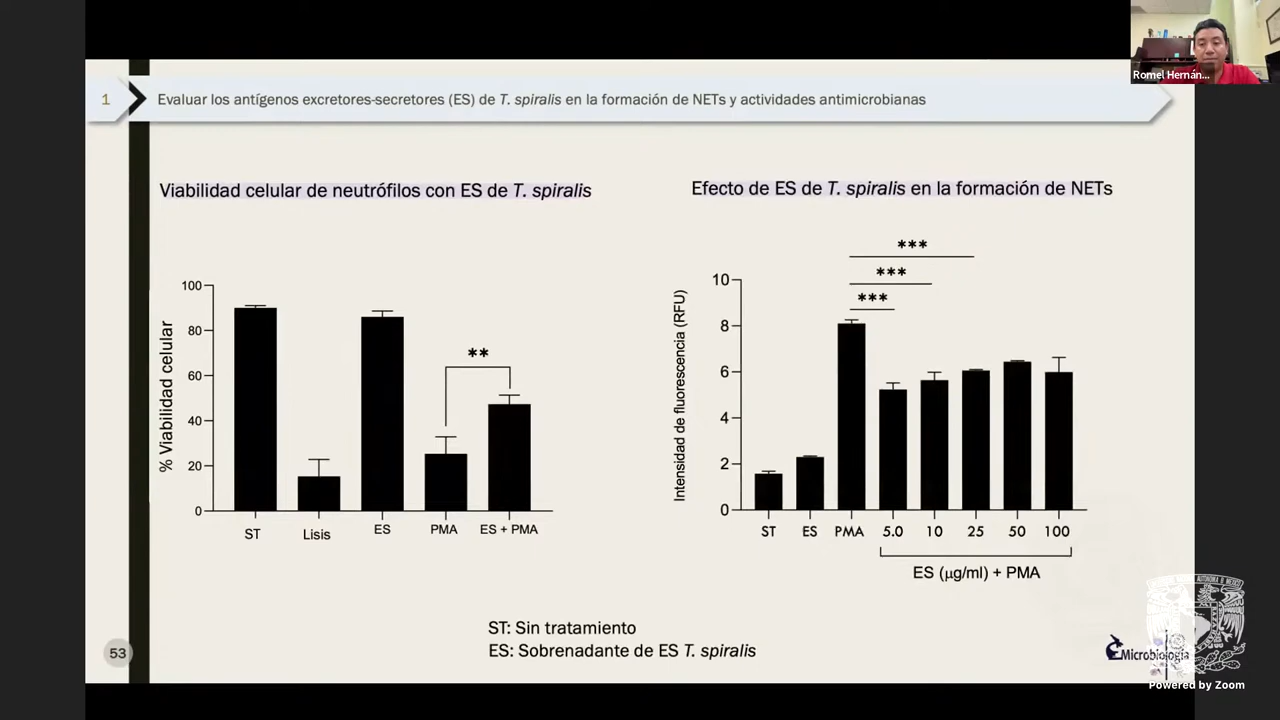 Romel Hernán...
1
Evaluar los antígenos excretores-secretores (ES) de T. spiralis en la formación de NETs y actividades antimicrobianas
Viabilidad celular de neutrófilos con ES de T. spiralis
% Viabilidad celular
100
80
60
40
20
0
**
ST
Lisis
ES
PMA
ES + PMA
Efecto de ES de T. spiralis en la formación de NETs
Intensidad de fluorescencia (RFU)
10
8
6
4
2
0
***
***
***
ST
ES
PMA
5.0
10
25
50
100
ES (µg/ml) + PMA
ST: Sin tratamiento
ES: Sobrenadante de ES T. spiralis
53
Microbiología
Powered by Zoom